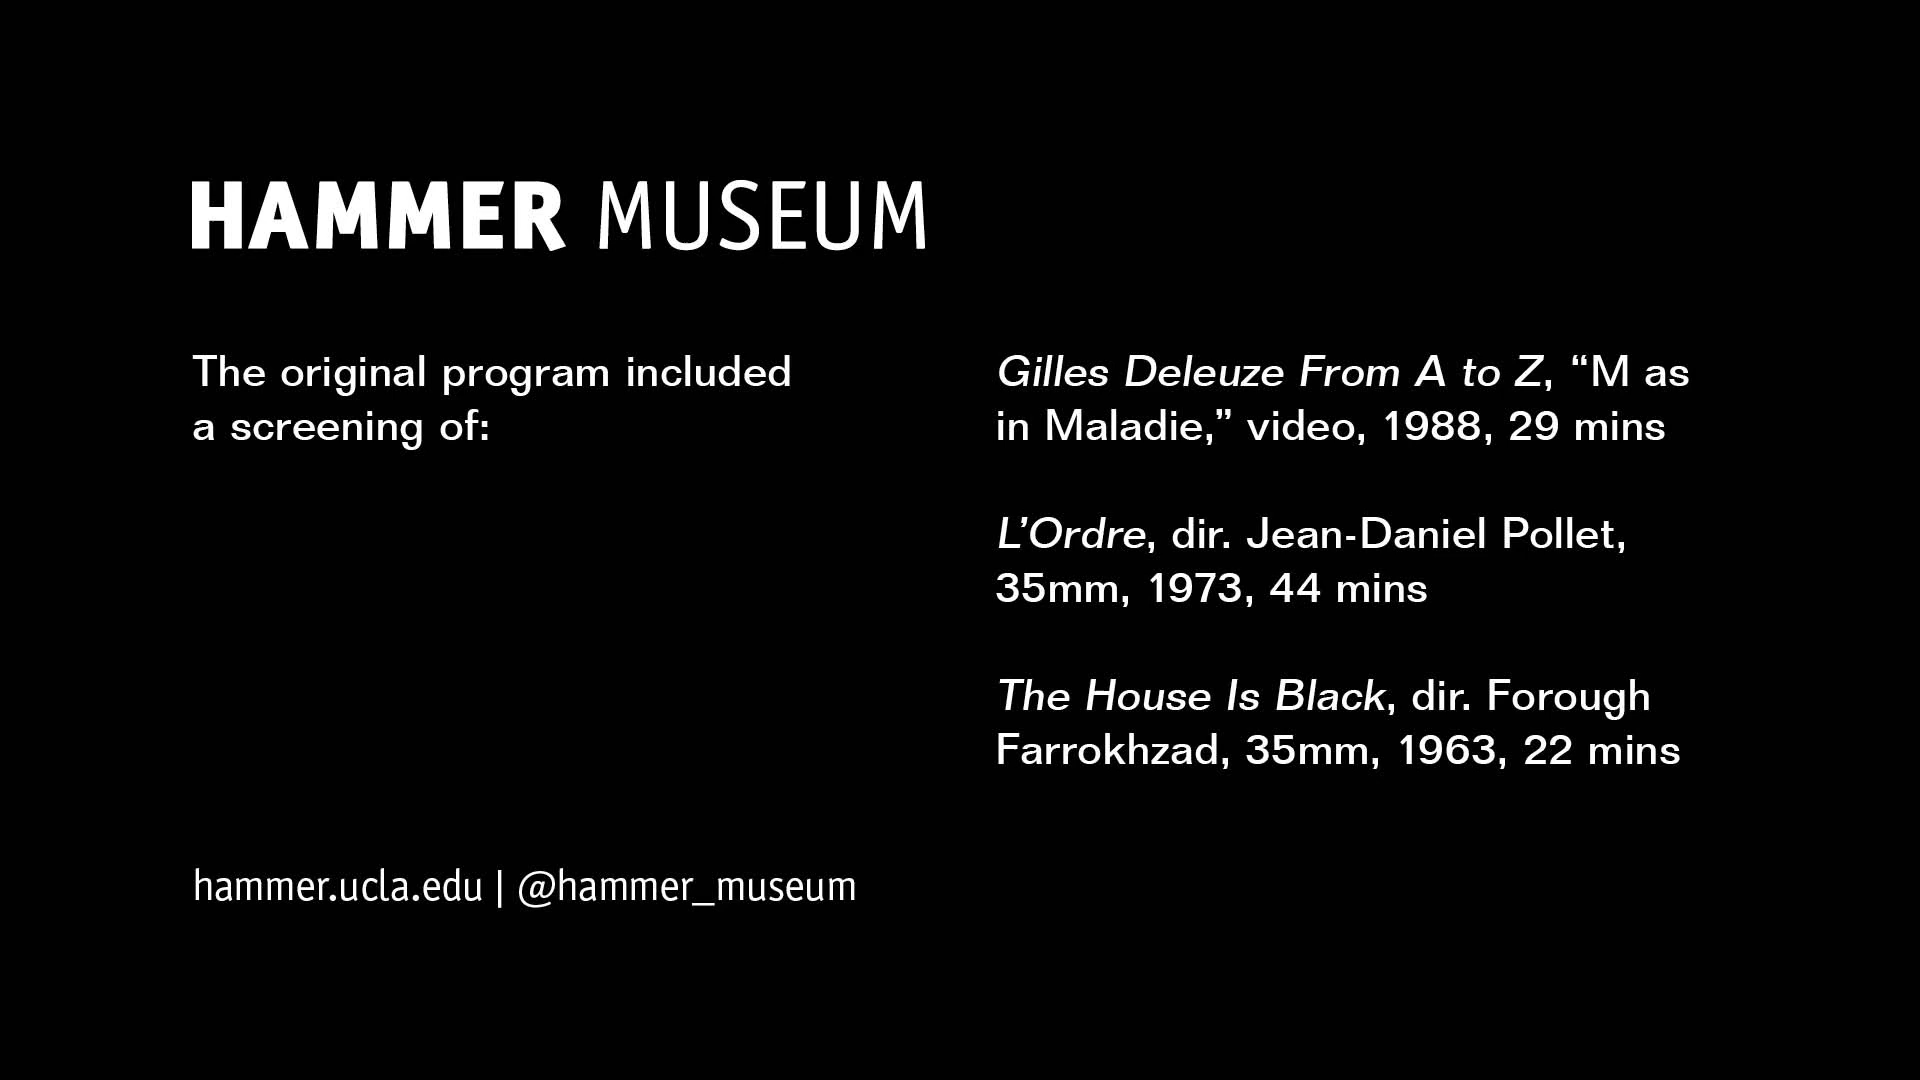 HAMMER MUSEUM
The original program included
a screening of:
Gilles Deleuze From A to Z, “M as
in Maladie,” video, 1988, 29 mins
L’Ordre, dir. Jean-Daniel Pollet,
35mm, 1973, 44 mins
The House Is Black, dir. Forough
Farrokhzad, 35mm, 1963, 22 mins
hammer.ucla.edu | @hammer_museum